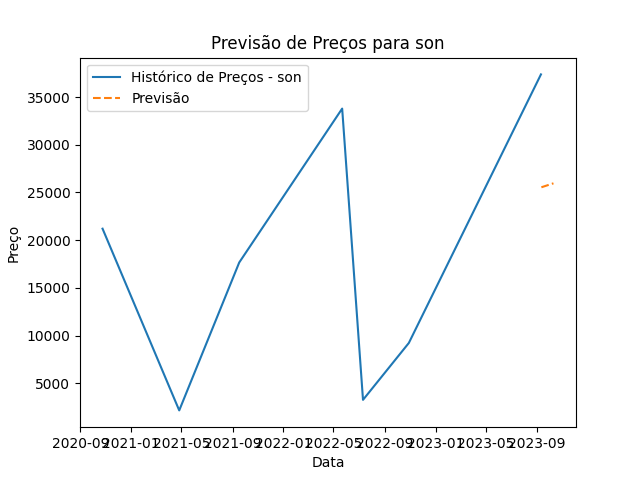 Previsão de Preços para son
Histórico de Preços - son
Previsão
Preço
35000
30000
25000
20000
15000
10000
5000
2020-09 2021-01 2021-05 2021-09 2022-01 2022-05 2022-09 2023-01 2023-05 2023-09
Data